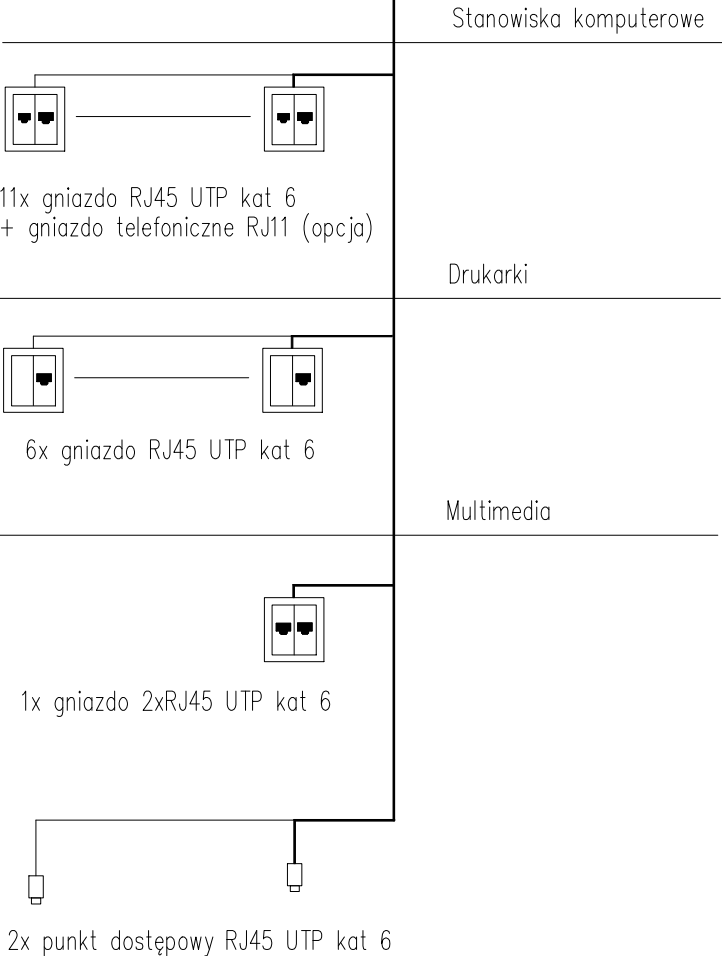 Stanowiska komputerowe
11x gniazdo RJ45 UTP kat 6
+ gniazdo telefoniczne RJ11 (opcja)
Drukarki
6x gniazdo RJ45 UTP kat 6
Multimedia
1x gniazdo 2xRJ45 UTP kat 6
2x punkt dostępowy RJ45 UTP kat 6